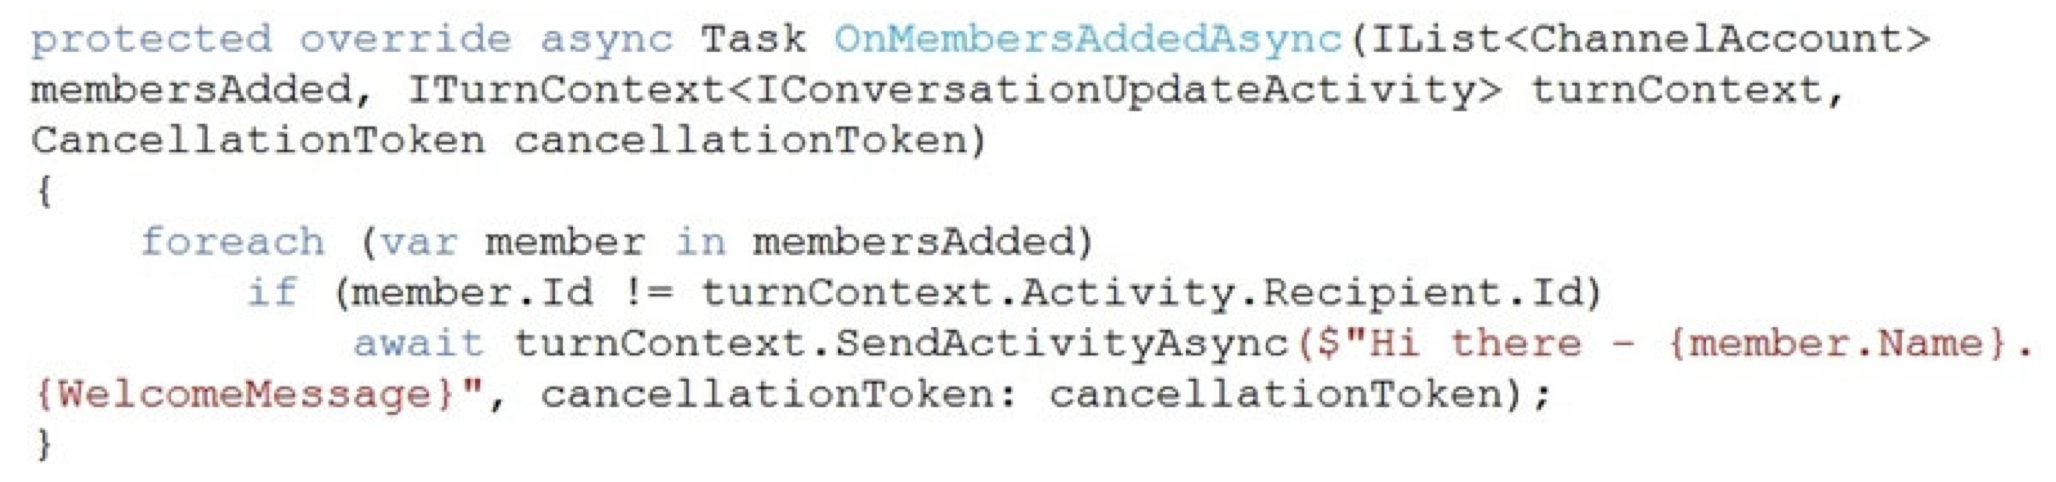 protected override async Task OnMembersAddedAsync(IList<ChannelAccount>
membersAdded, ITurnContext<IConversationUpdateActivity> turnContext,
CancellationToken cancellationToken)
{
foreach (var member in membersAdded)
if (member.Id != turnContext.Activity.Recipient.Id)
await turnContext.SendActivityAsync($"Hi there - {member.Name}.
{WelcomeMessage}", cancellationToken: cancellationToken);
}